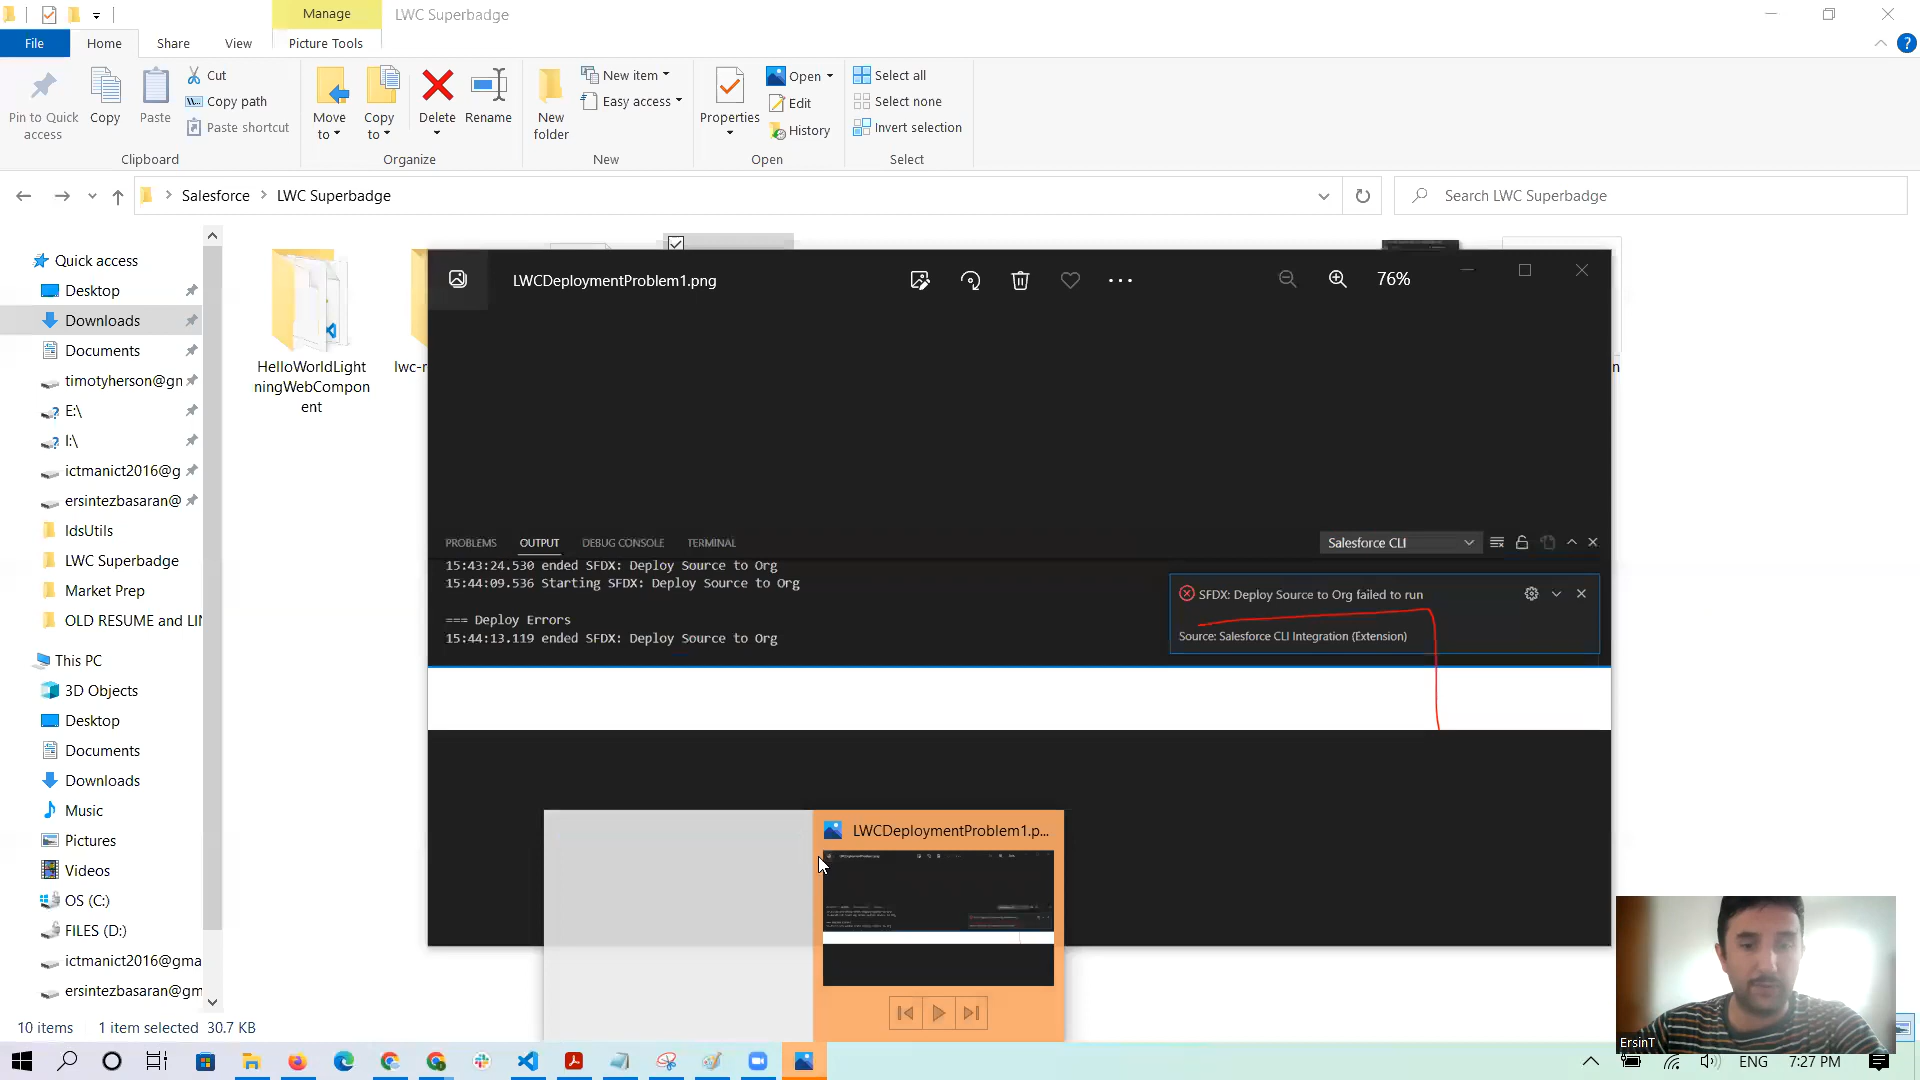 Manage
LWC Superbadge
File
Home
Share
View
Picture Tools
Pin to Quick
access
Copy
Paste
Cut
Copy path
Paste shortcut
Clipboard
Move
to
Copy
to
Delete
Rename
Organize
New
folder
New item
Easy access
New
Properties
Open
Edit
History
Open
Select all
Select none
Invert selection
Select
Salesforce
LWC Superbadge
Search LWC Superbadge
Quick access
Desktop
Downloads
Documents
timotyherson@gn
E:\
I:\
ictmanict2016@g
ersintezbasaran@
IdsUtils
LWC Superbadge
Market Prep
OLD RESUME and LIN
This PC
3D Objects
Desktop
Documents
Downloads
Music
Pictures
Videos
OS (C:)
FILES (D:)
ictmanict2016@gma
ersintezbasaran@gm
HelloWorldLight
ningWebCompon
ent
lwc-r
n
LWCDeploymentProblem1.png
76%
PROBLEMS
OUTPUT
DEBUG CONSOLE
TERMINAL
Salesforce CLI
15:43:24.530 ended SFDX: Deploy Source to Org
15:44:09.536 Starting SFDX: Deploy Source to Org
=== Deploy Errors
15:44:13.119 ended SFDX: Deploy Source to Org
SFDX: Deploy Source to Org failed to run
Source: Salesforce CLI Integration (Extension)
LWCDeploymentProblem1.p...
10 items
1 item selected
30.7 KB
ErsinT
ENG
7:27 PM